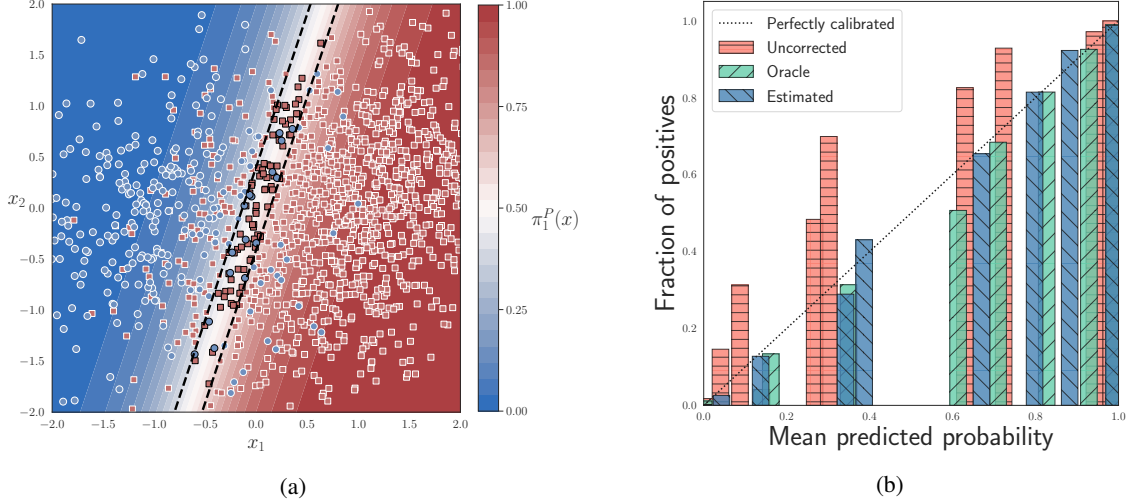 2.0
1.5
1.0
0.5
0.0
−0.5
−1.0
−1.5
−2.0
x₂
−2.0 −1.5 −1.0 −0.5 0.0 0.5 1.0 1.5 2.0
x₁
1.00
0.75
0.50
0.25
0.00
π₁ᴾ(x)
(a)
Perfectly calibrated
Uncorrected
Oracle
Estimated
Fraction of positives
1.0
0.8
0.6
0.4
0.2
0.0
0.0 0.2 0.4 0.6 0.8 1.0
Mean predicted probability
(b)